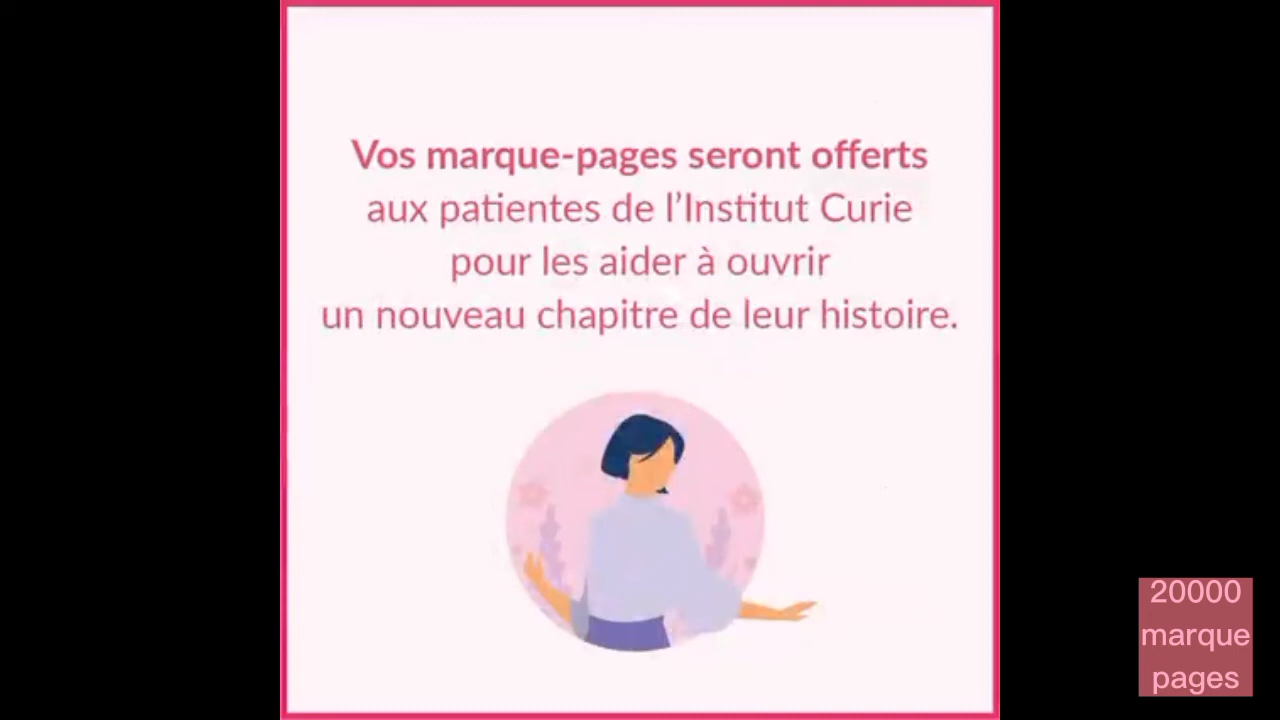 Vos marque-pages seront offerts
aux patientes de l’Institut Curie
pour les aider à ouvrir
un nouveau chapitre de leur histoire.
20000
marque
pages